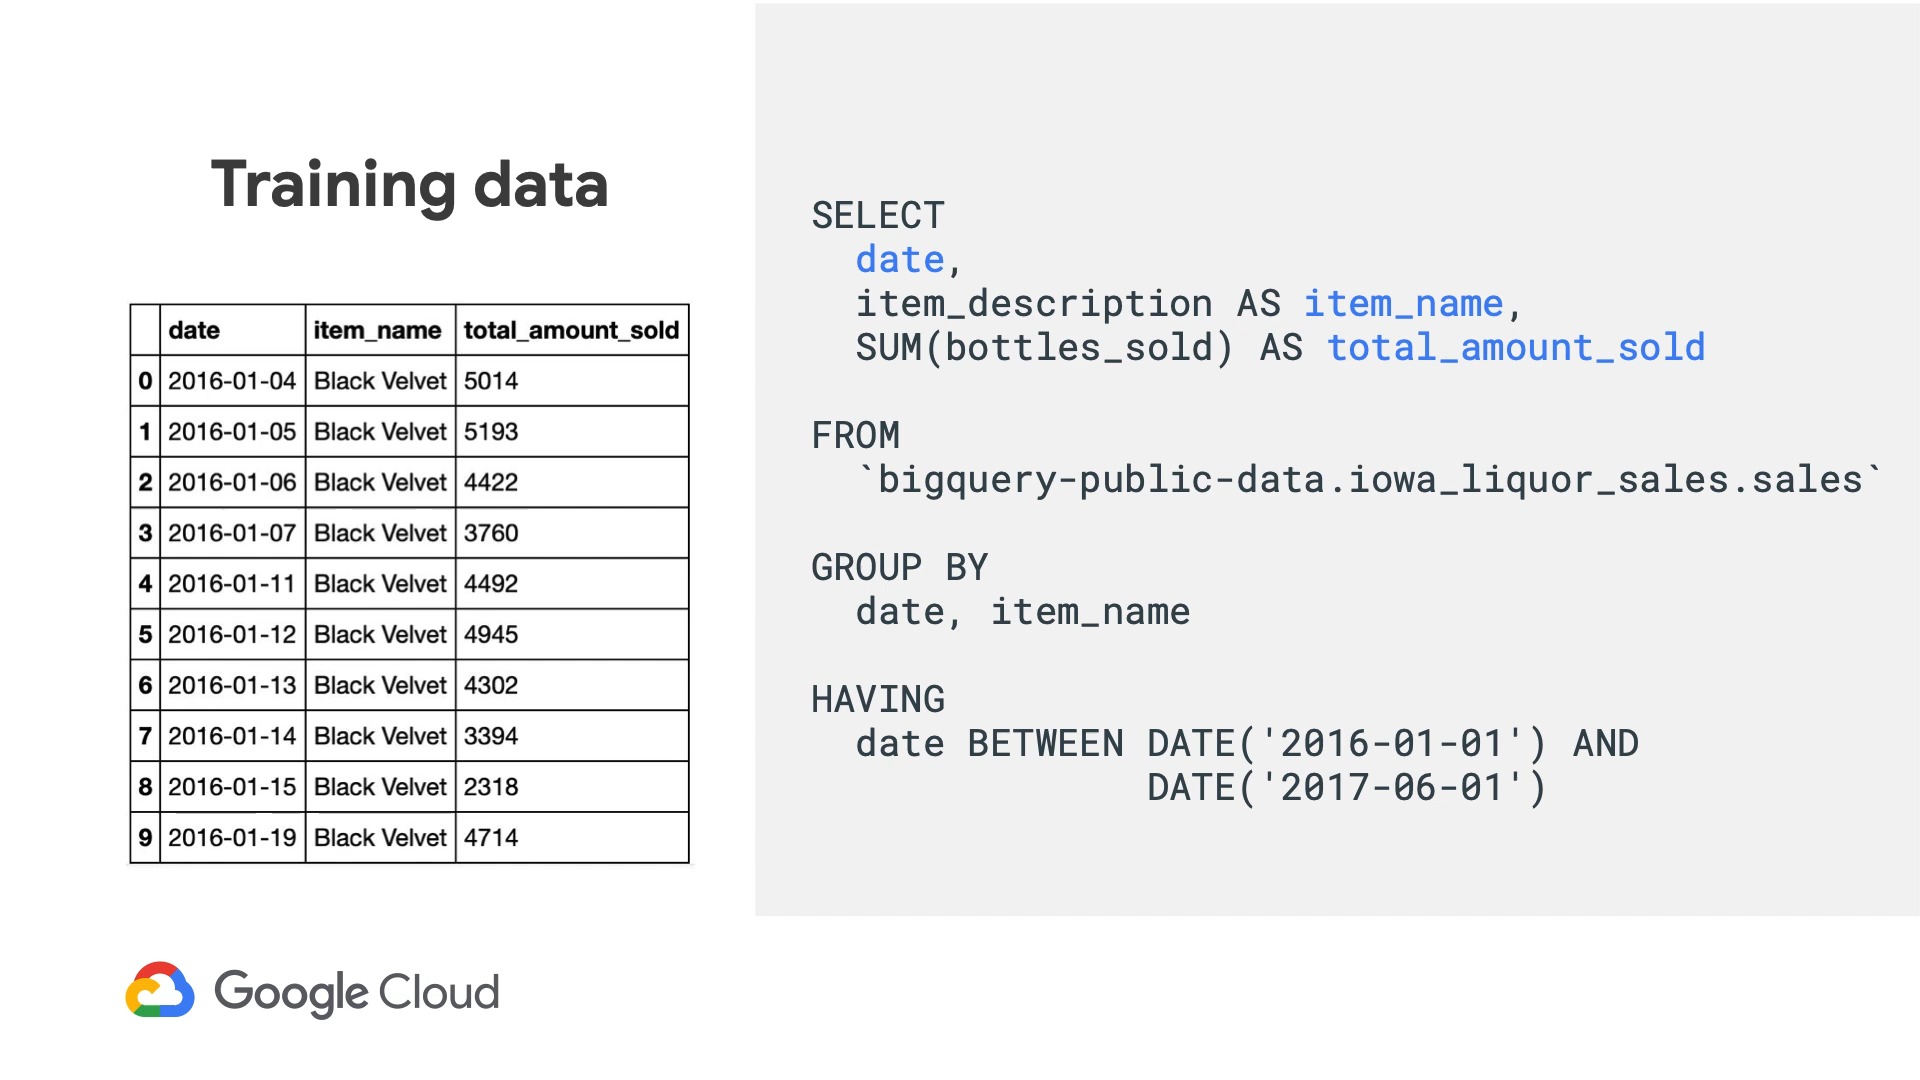 Training data
date item_name total_amount_sold
0 2016-01-04 Black Velvet 5014
1 2016-01-05 Black Velvet 5193
2 2016-01-06 Black Velvet 4422
3 2016-01-07 Black Velvet 3760
4 2016-01-11 Black Velvet 4492
5 2016-01-12 Black Velvet 4945
6 2016-01-13 Black Velvet 4302
7 2016-01-14 Black Velvet 3394
8 2016-01-15 Black Velvet 2318
9 2016-01-19 Black Velvet 4714
SELECT
date,
item_description AS item_name,
SUM(bottles_sold) AS total_amount_sold
FROM
`bigquery-public-data.iowa_liquor_sales.sales`
GROUP BY
date, item_name
HAVING
date BETWEEN DATE('2016-01-01') AND
DATE('2017-06-01')
Google Cloud